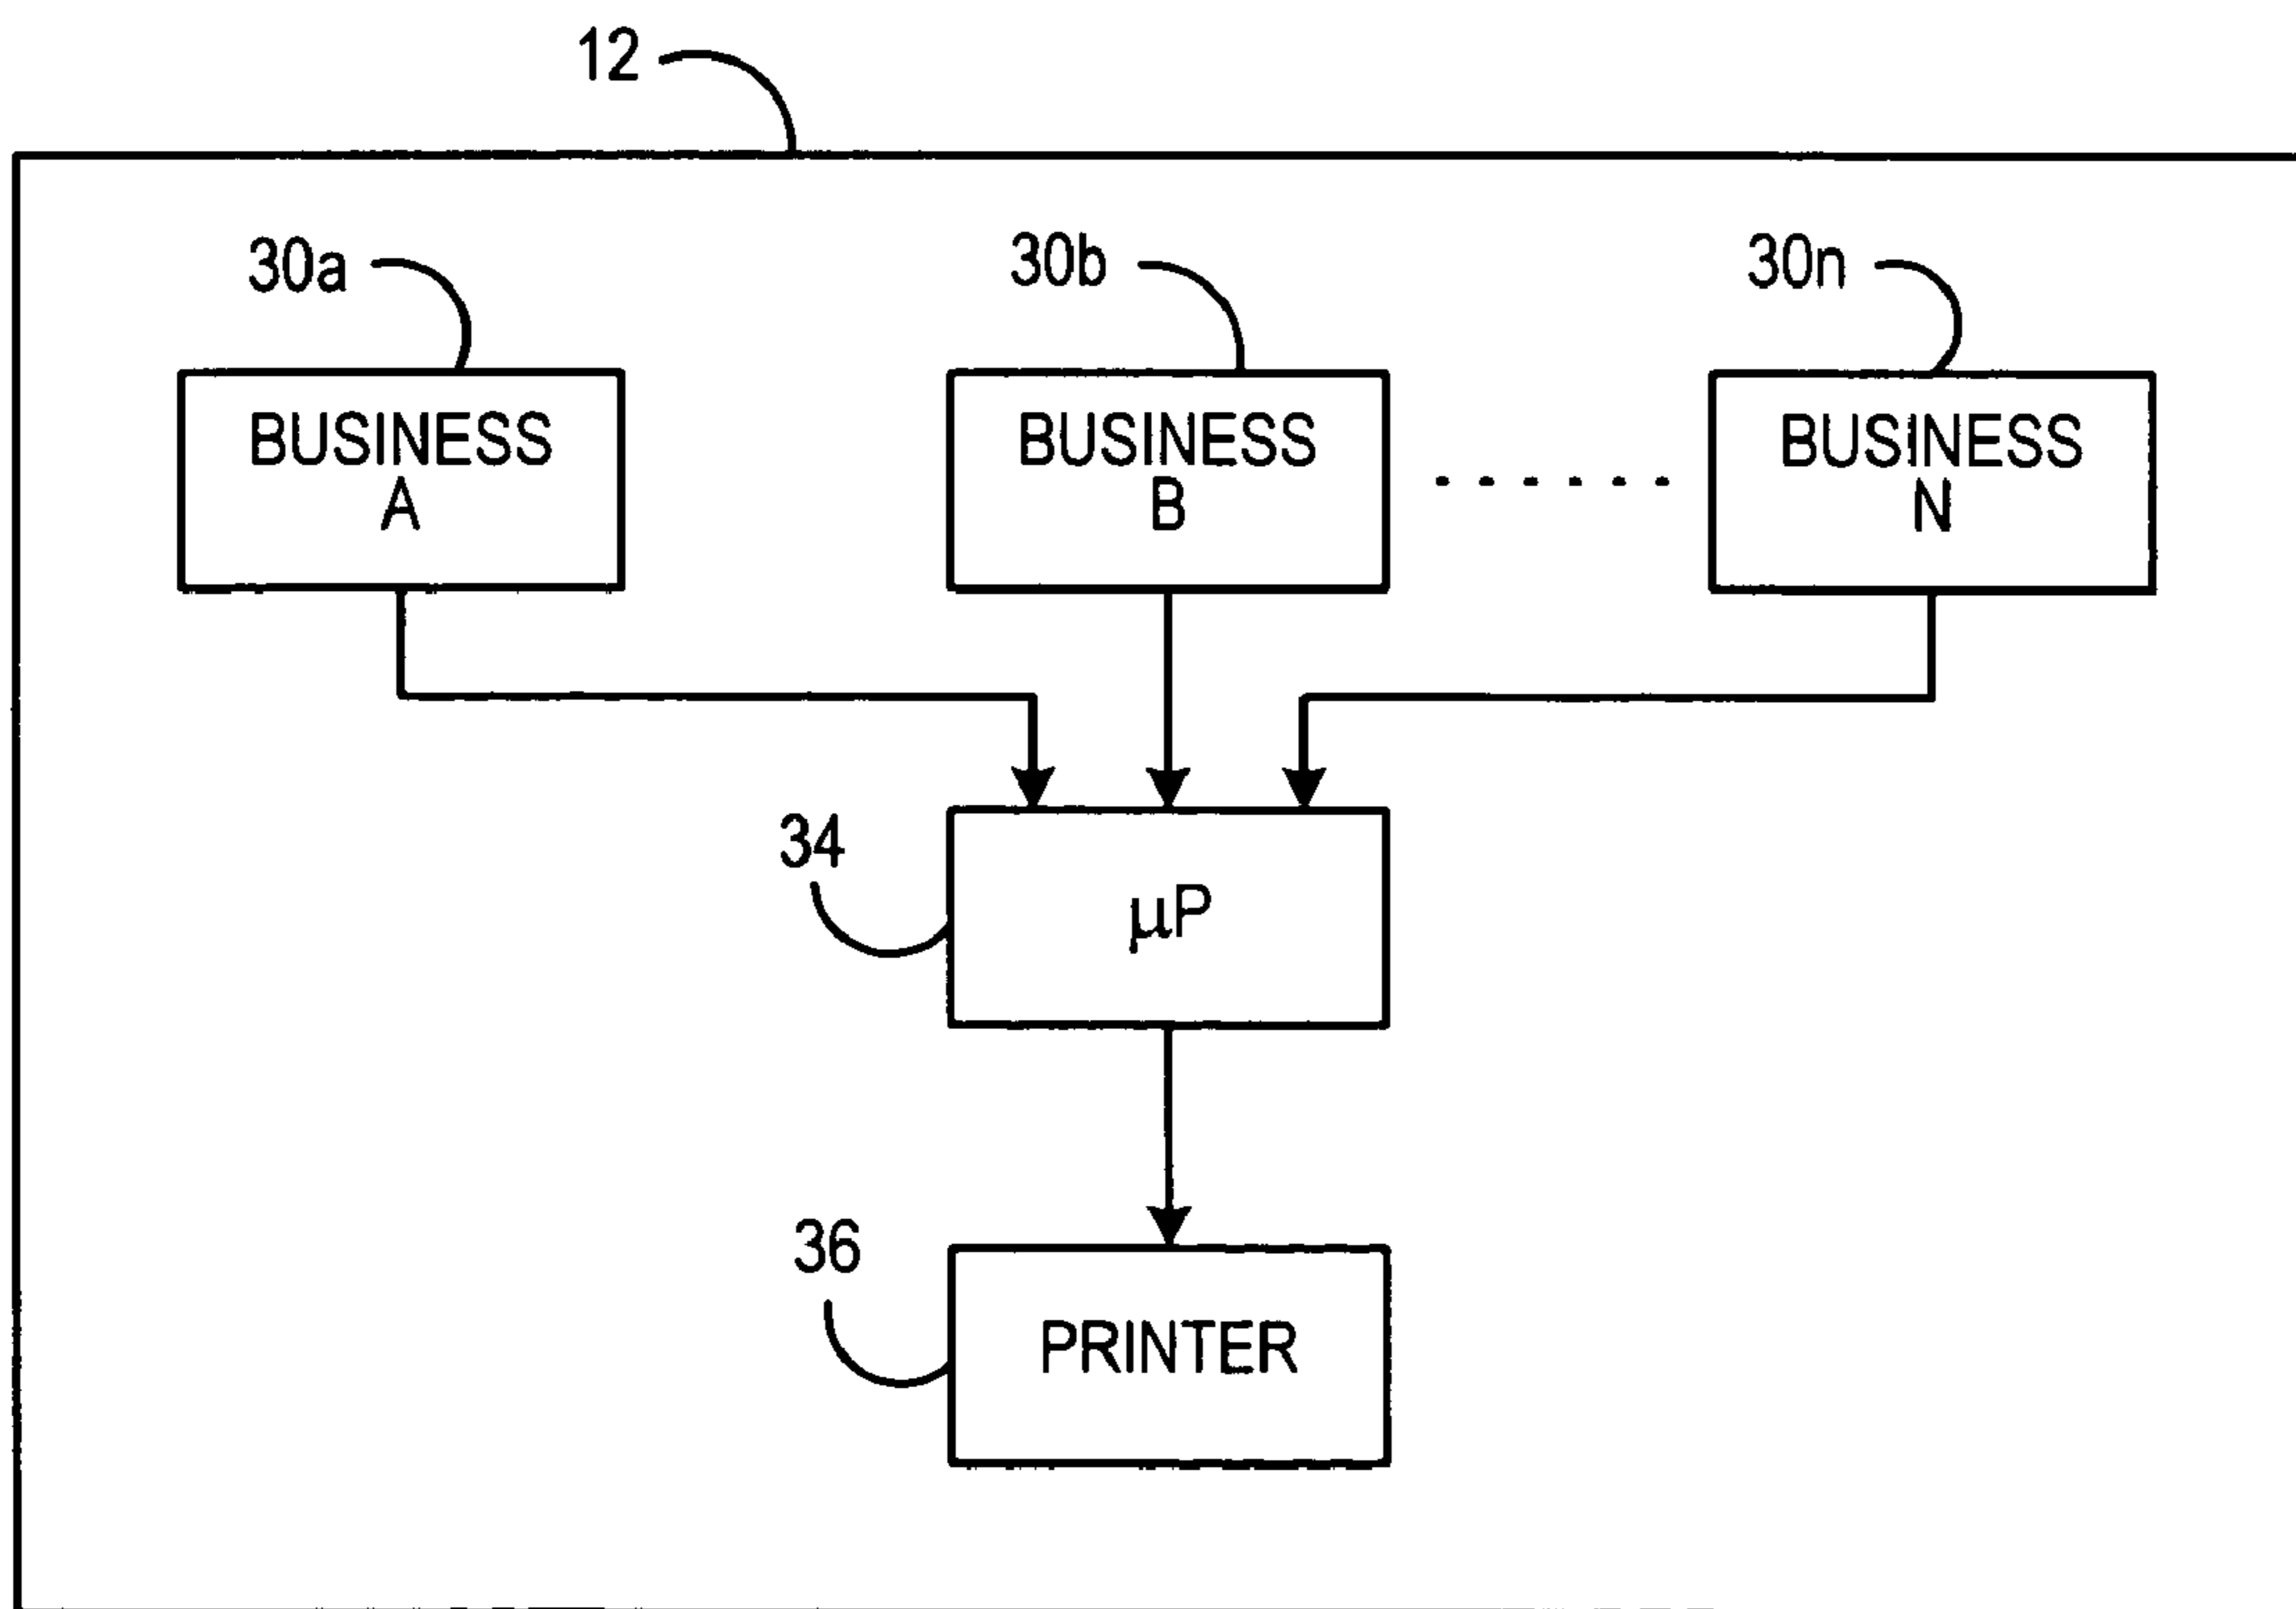 12
30a
30b
30n
BUSINESS
A
BUSINESS
B
. . . . . .
BUSINESS
N
34
µP
36
PRINTER